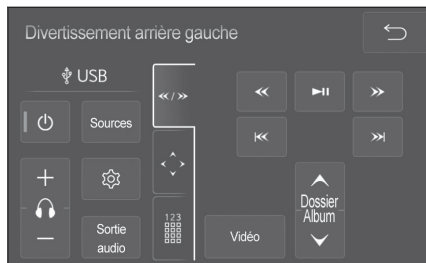 Divertissement arrière gauche
USB
Sources
Sortie
audio
123
Vidéo
Dossier
Album